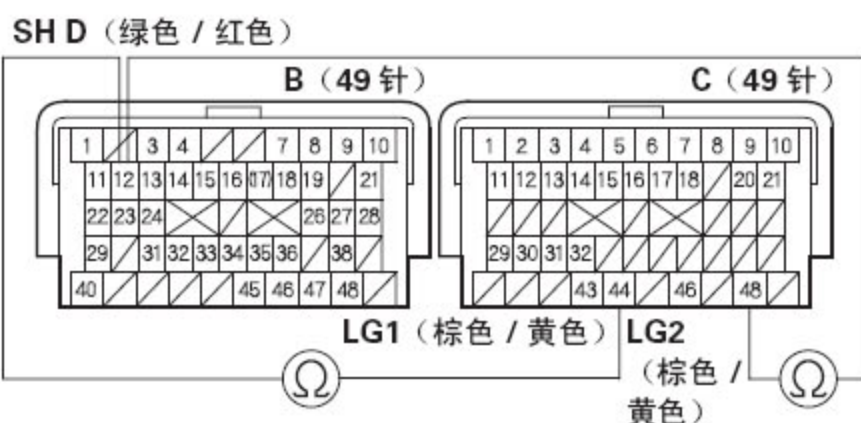 SH D（绿色 / 红色）
B（49 针）
C（49 针）
1 3 4 7 8 9 10
11 12 13 14 15 16 17 18 19 21
22 23 24 26 27 28
29 31 32 33 34 35 36 38
40 45 46 47 48
1 2 3 4 5 6 7 8 9 10
11 12 13 14 15 16 17 18 20 21
29 30 31 32
43 44 46 48
LG1（棕色 / 黄色）
LG2
（棕色 /
黄色）
Ω
Ω